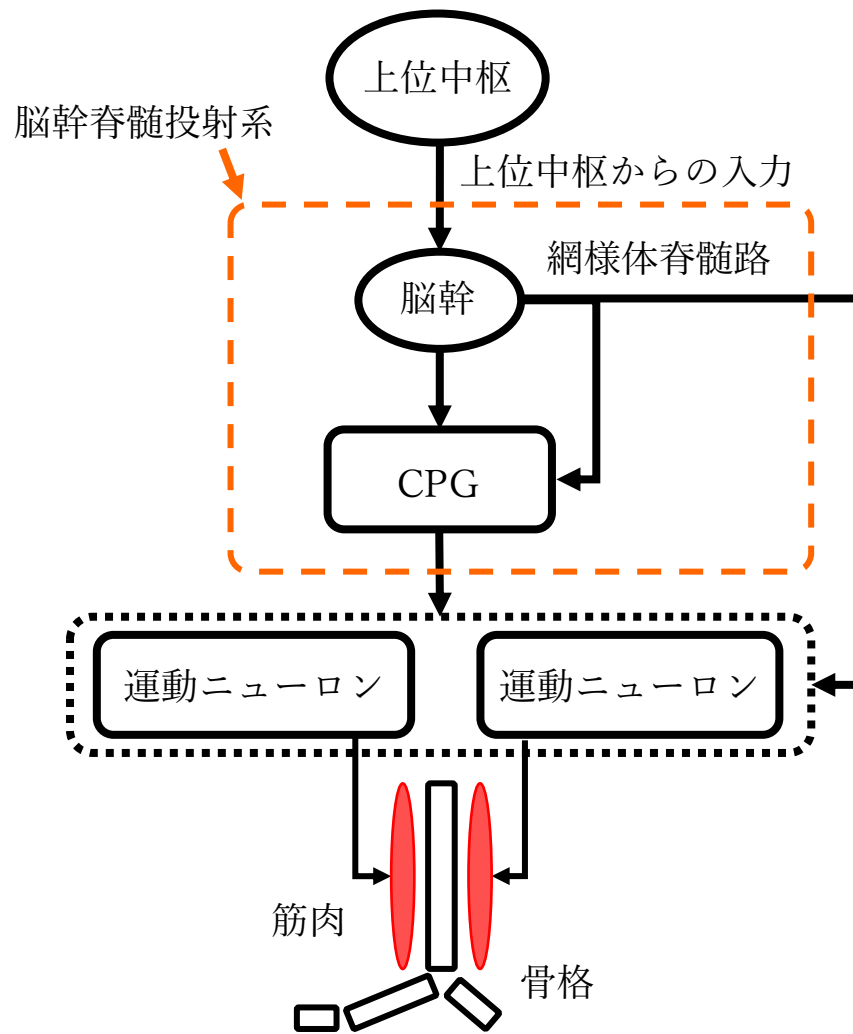 上位中枢
脳幹脊髄投射系
上位中枢からの入力
網様体脊髄路
脳幹
CPG
運動ニューロン
運動ニューロン
筋肉
骨格